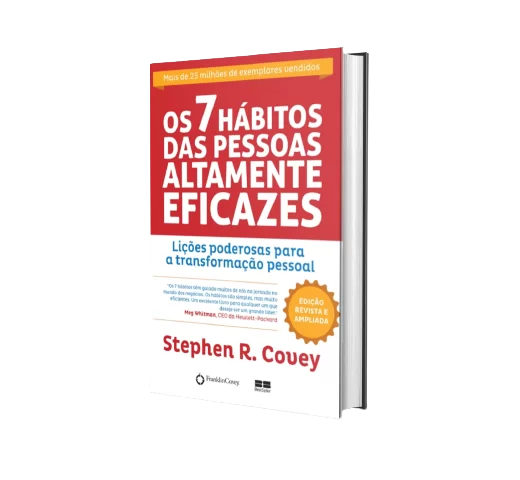 Mais de 25 milhões de exemplares vendidos
OS 7 HÁBITOS
DAS PESSOAS
ALTAMENTE
EFICAZES
Lições poderosas para
a transformação pessoal
"Os 7 hábitos têm guiado muitos de nós na jornada no
mundo dos negócios. Os hábitos são simples, mas muito
eficientes. Um excelente livro para qualquer um que
deseje ser um grande líder."
Meg Whitman, CEO da Hewlett-Packard
EDIÇÃO
REVISTA E
AMPLIADA
Stephen R. Covey
FranklinCovey
BestSeller